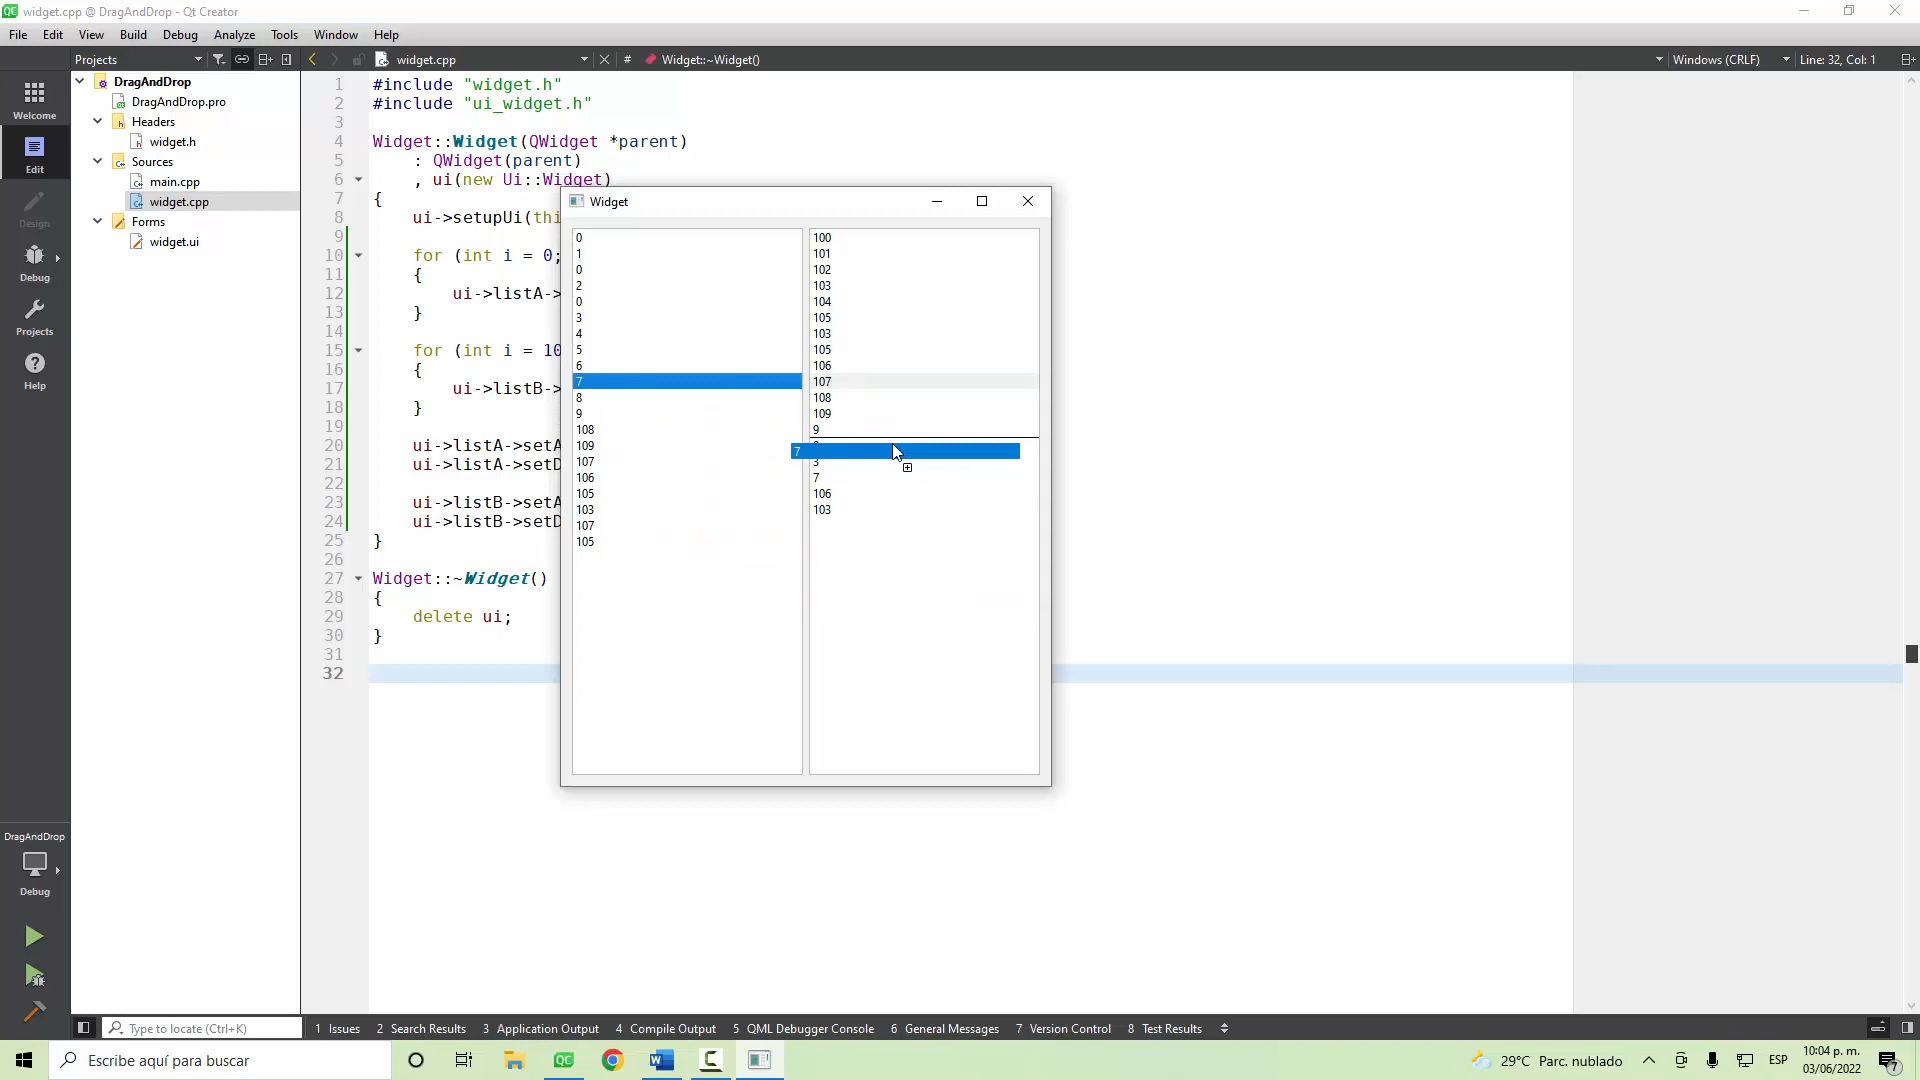 widget.cpp @ DragAndDrop - Qt Creator
File Edit View Build Debug Analyze Tools Window Help
Projects
widget.cpp
#
Widget::~Widget()
Windows (CRLF)
Line: 32, Col: 1
Welcome
Edit
Design
Debug
Projects
Help
DragAndDrop
Debug
DragAndDrop
DragAndDrop.pro
Headers
widget.h
Sources
main.cpp
widget.cpp
Forms
widget.ui
1 #include "widget.h"
2 #include "ui_widget.h"
3
4 Widget::Widget(QWidget *parent)
5 : QWidget(parent)
6 , ui(new Ui::Widget)
7 {
8 ui->setupUi(thi
9
10 for (int i = 0;
11 {
12 ui->listA->
13 }
14
15 for (int i = 10
16 {
17 ui->listB->
18 }
19
20 ui->listA->setA
21 ui->listA->setD
22
23 ui->listB->setA
24 ui->listB->setD
25 }
26
27 Widget::~Widget()
28 {
29 delete ui;
30 }
31
32
Widget
0
1
0
2
0
3
4
5
6
7
8
9
108
109
107
106
105
103
107
105
100
101
102
103
104
105
103
105
106
107
108
109
9
7
3
7
106
103
Type to locate (Ctrl+K)
1 Issues 2 Search Results 3 Application Output 4 Compile Output 5 QML Debugger Console 6 General Messages 7 Version Control 8 Test Results
Escribe aquí para buscar
29°C Parc. nublado
ESP
10:04 p. m.
03/06/2022
7